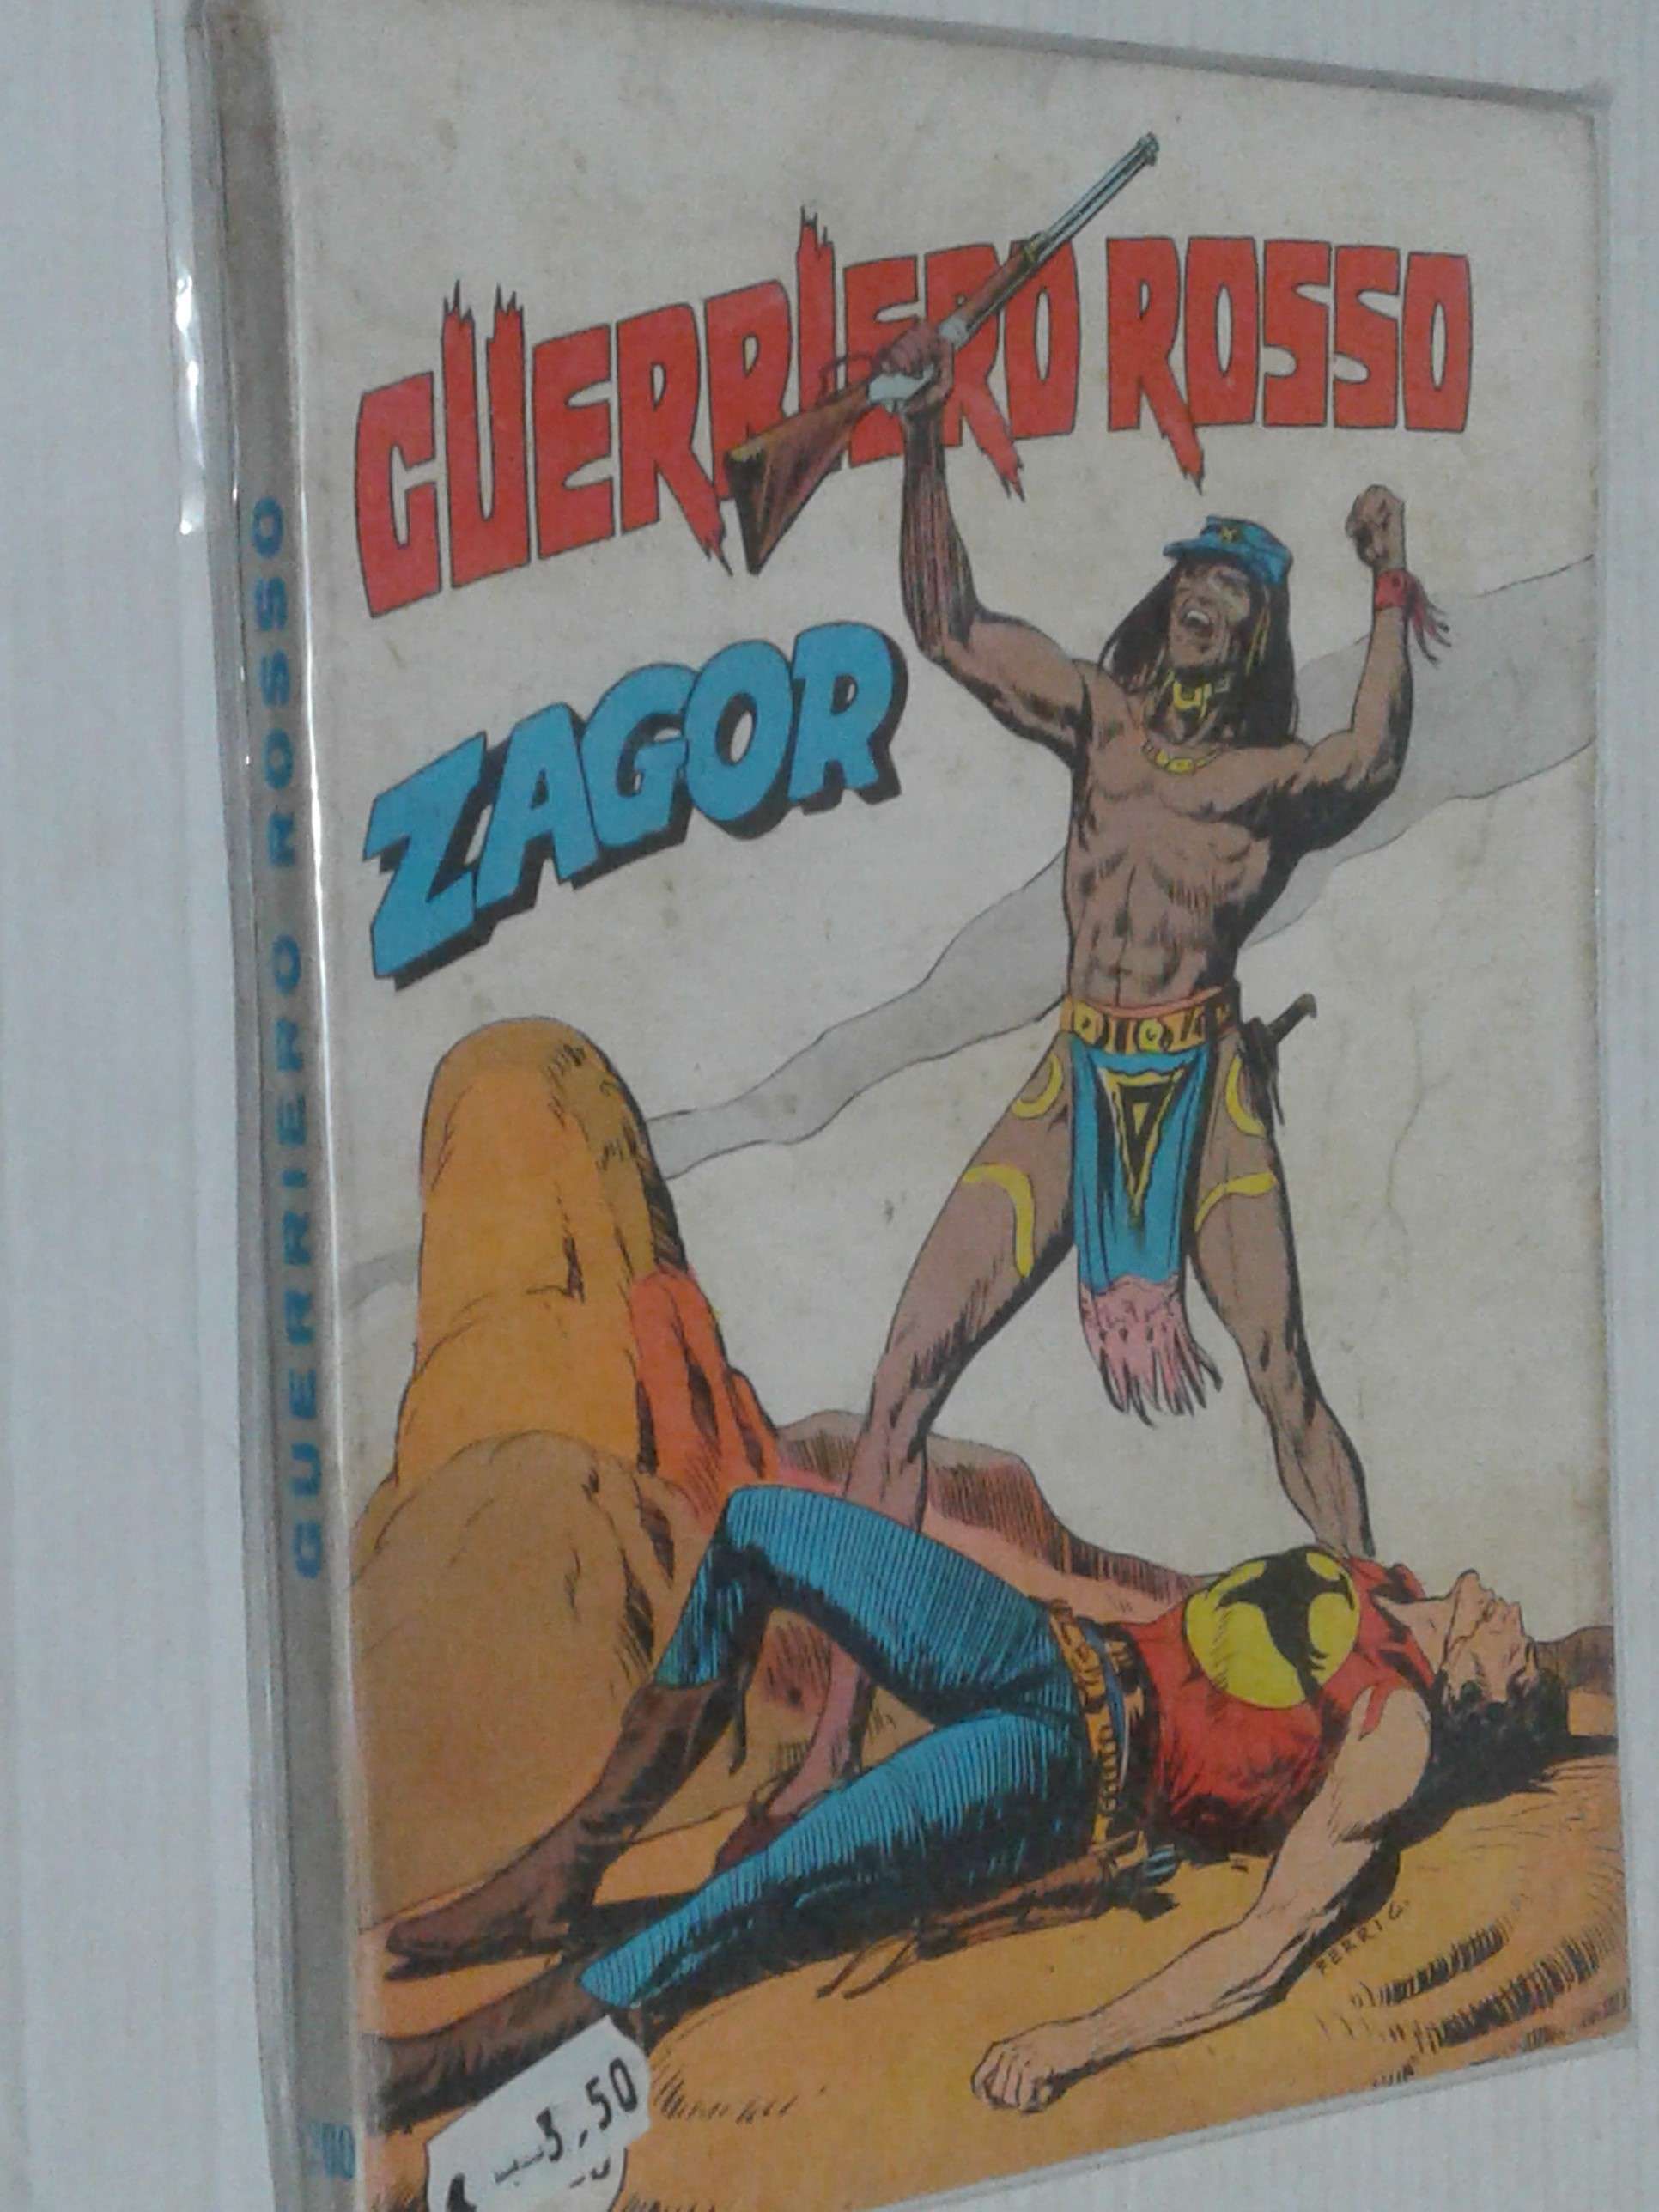 GUERRIERO ROSSO
ZAGOR
GUERRIERO ROSSO
FERRI G.
3,50